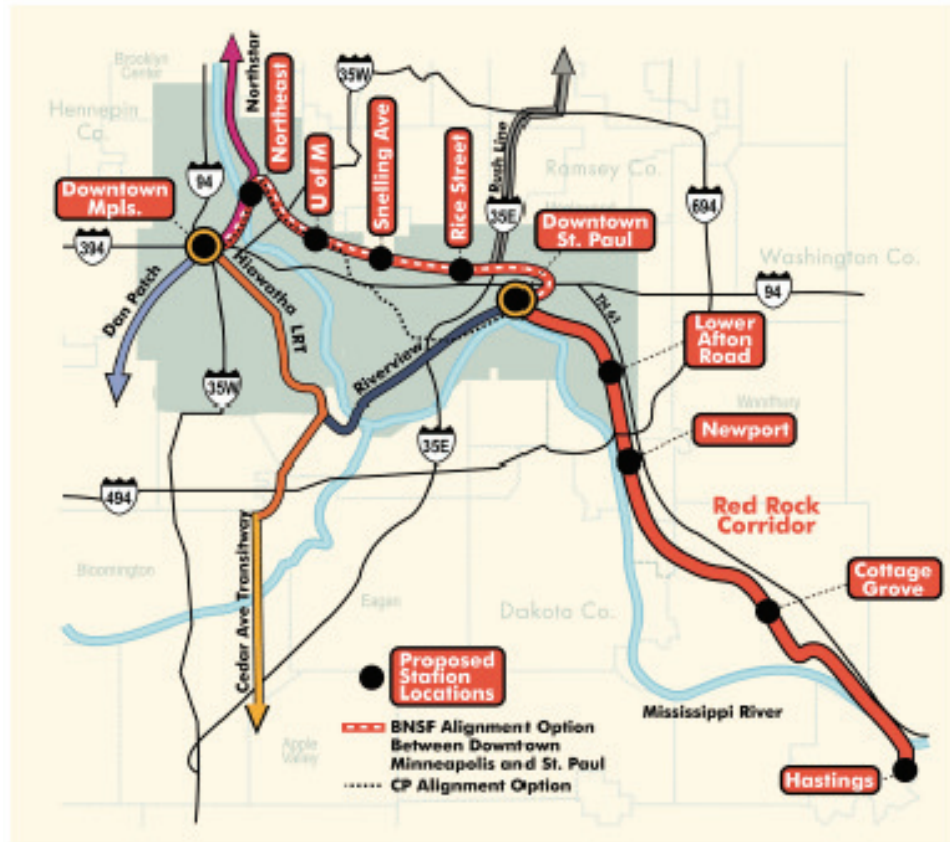 Brooklyn
Center
Northstar
Northeast
35W
Hennepin
Co.
U of M
Snelling Ave
Rice Street
Rush Line
Ramsey Co.
94
Downtown
Mpls.
35E
694
Downtown
St. Paul
394
Washington Co.
94
Hiawatha LRT
Dan Patch
TH 61
Lower
Afton
Road
Riverview
35W
Woodbury
35E
Newport
494
Red Rock
Corridor
Bloomington
Cottage
Grove
Eagan
Dakota Co.
Cedar Ave Transitway
Proposed
Station
Locations
Mississippi River
BNSF Alignment Option
Between Downtown
Minneapolis and St. Paul
Apple
Valley
CP Alignment Option
Hastings